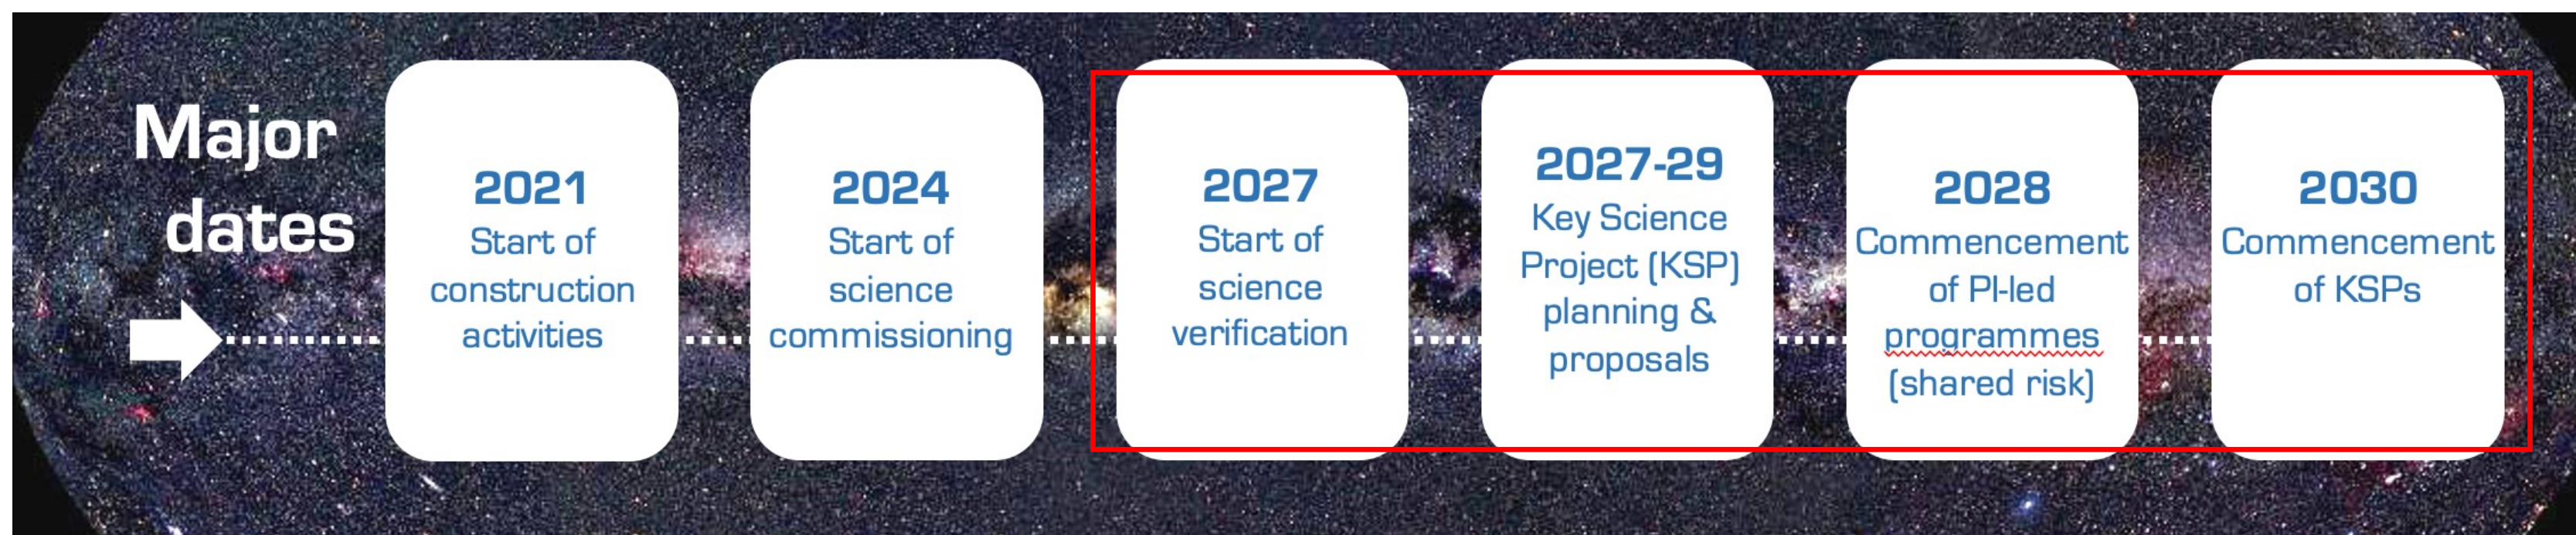 Major
dates
2021
Start of
construction
activities
2024
Start of
science
commissioning
2027
Start of
science
verification
2027-29
Key Science
Project (KSP)
planning &
proposals
2028
Commencement
of PI-led
programmes
(shared risk)
2030
Commencement
of KSPs